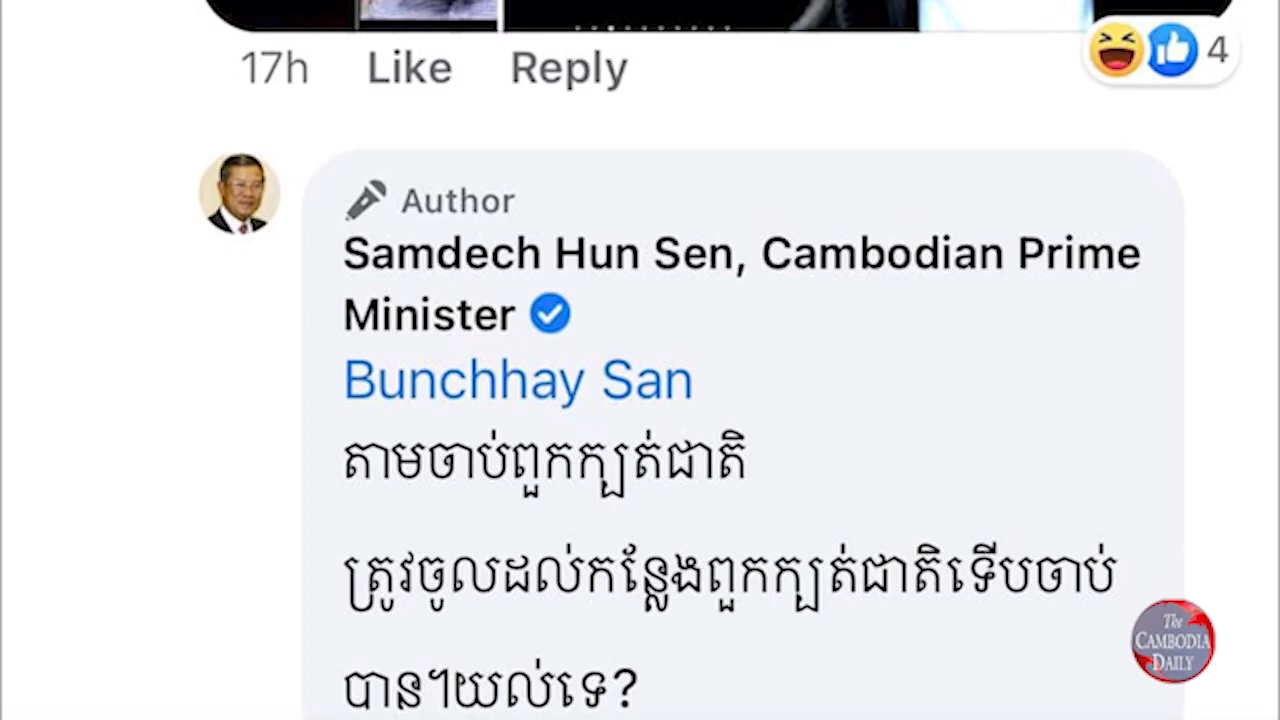 17h Like Reply 4
Author
Samdech Hun Sen, Cambodian Prime
Minister
Bunchhay San
តាមចាប់ពួកក្បត់ជាតិ
ត្រូវចូលដល់កន្លែងពួកក្បត់ជាតិទើបចាប់
បាន។យល់ទេ?
The
CAMBODIA
DAILY